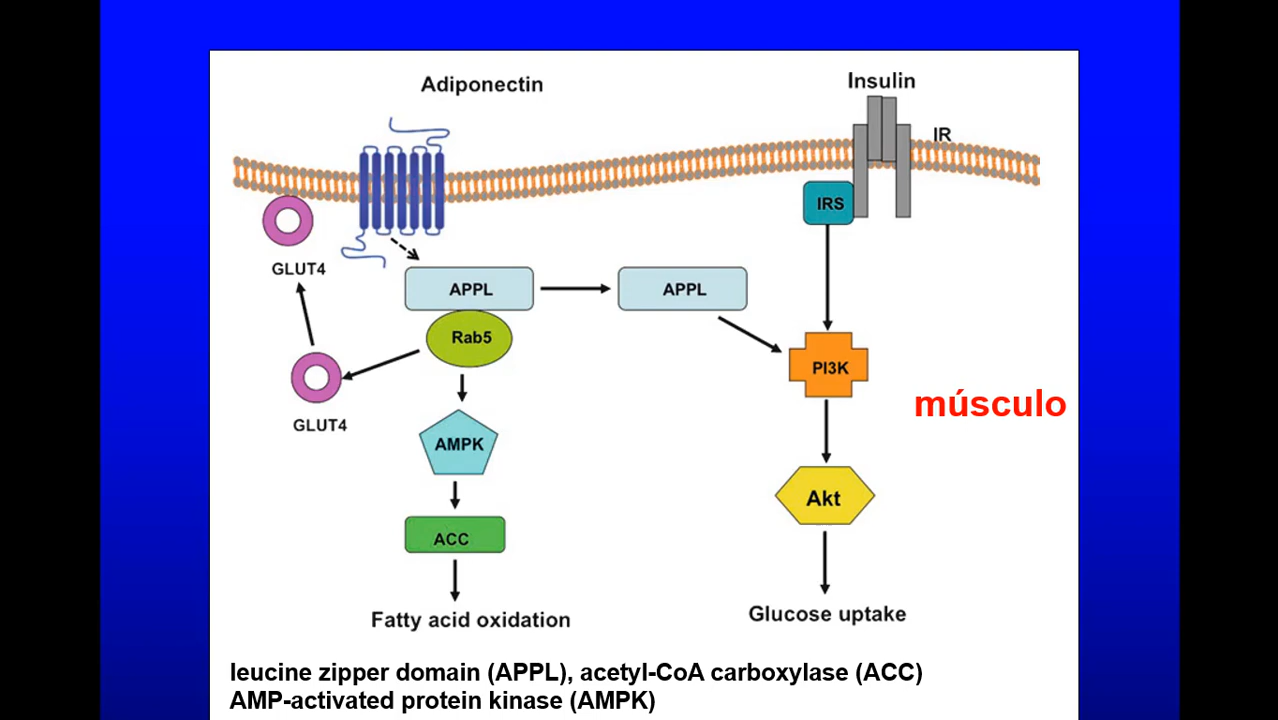 Adiponectin
Insulin
IR
IRS
GLUT4
APPL
APPL
Rab5
PI3K
músculo
GLUT4
AMPK
Akt
ACC
Fatty acid oxidation
Glucose uptake
leucine zipper domain (APPL), acetyl-CoA carboxylase (ACC)
AMP-activated protein kinase (AMPK)